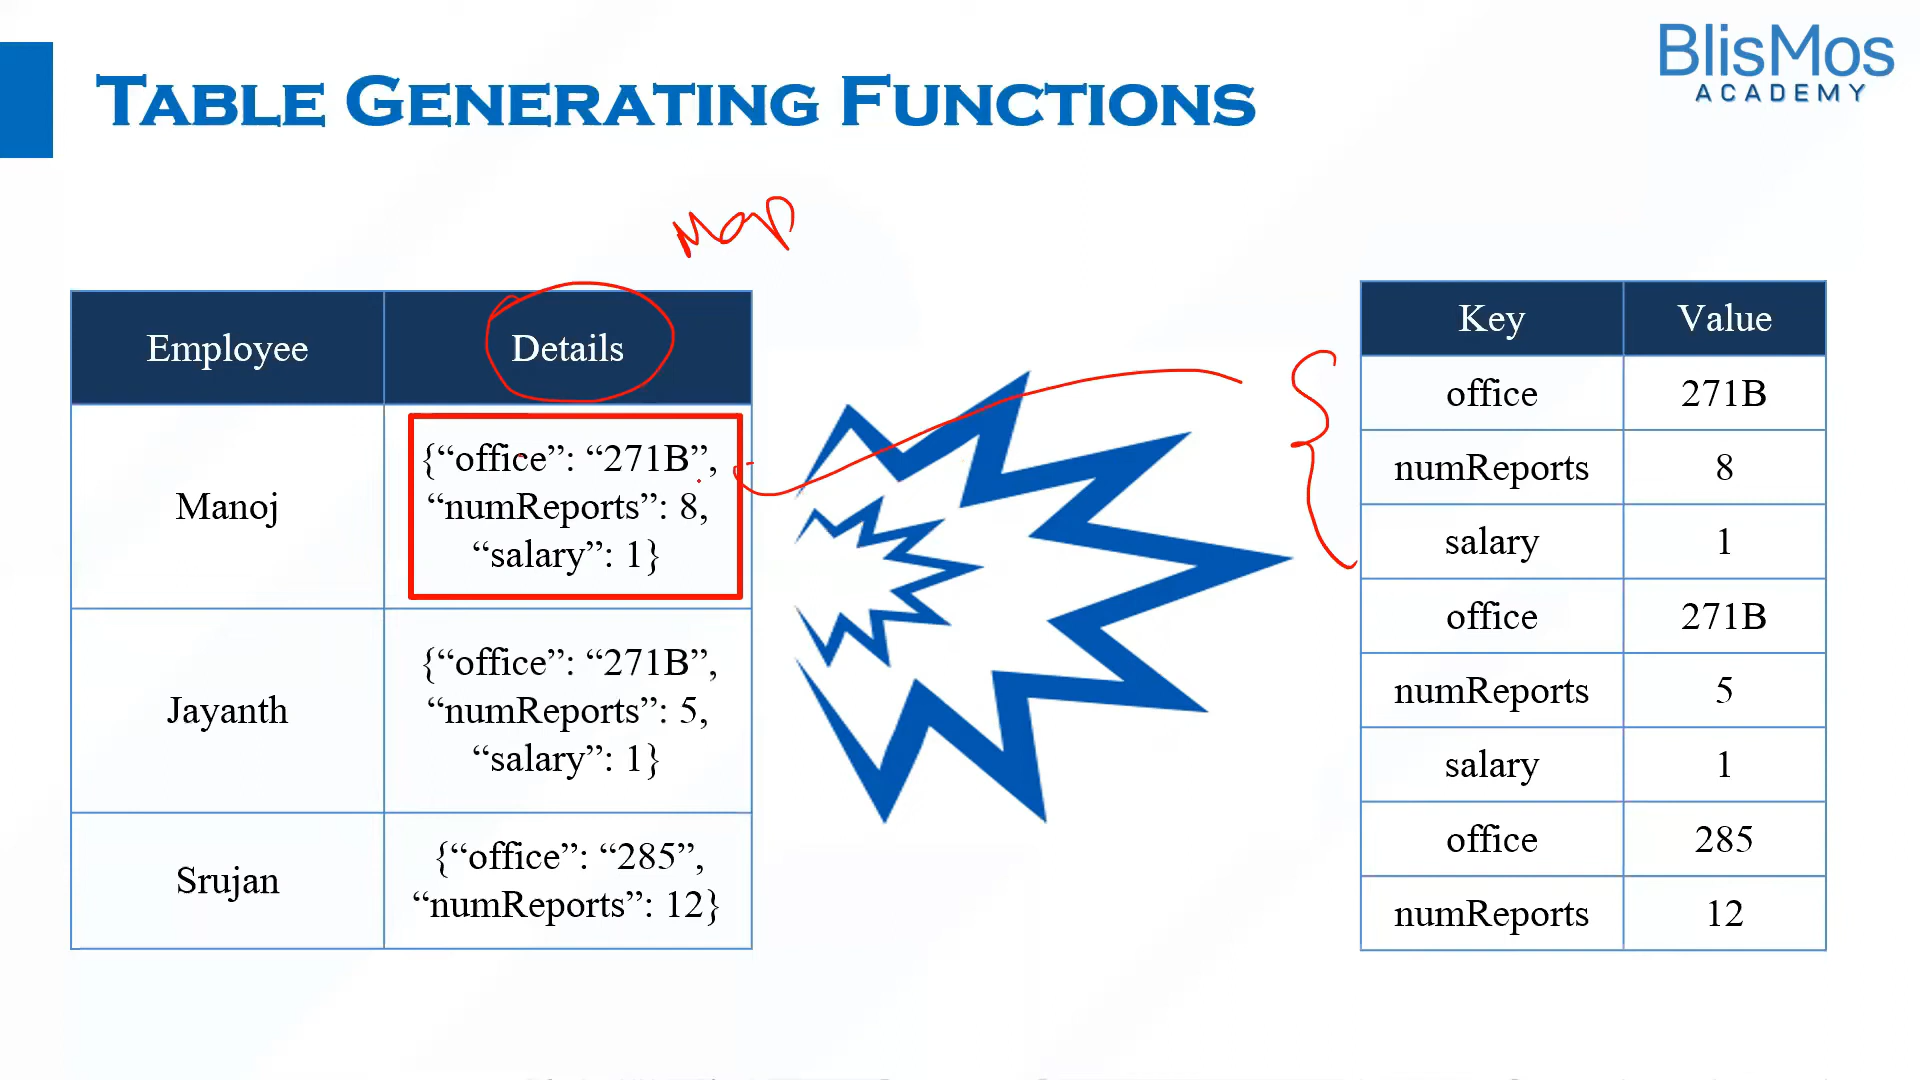 BlisMos
ACADEMY
TABLE GENERATING FUNCTIONS
Map
Employee Details
Manoj
{“office”: “271B”,
“numReports”: 8,
“salary”: 1}
Jayanth
{“office”: “271B”,
“numReports”: 5,
“salary”: 1}
Srujan
{“office”: “285”,
“numReports”: 12}
Key Value
office 271B
numReports 8
salary 1
office 271B
numReports 5
salary 1
office 285
numReports 12